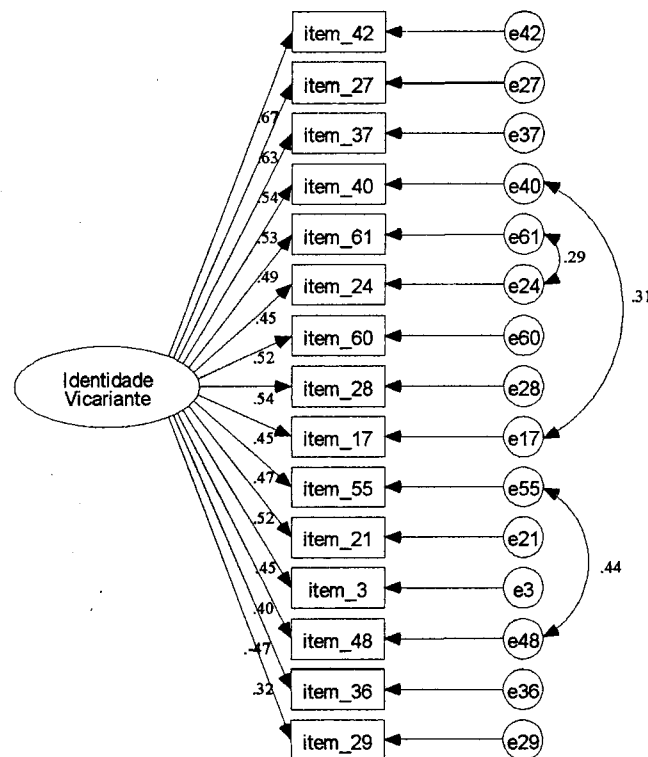 item_42
e42
item_27
e27
.67
item_37
e37
.63
item_40
e40
.54
item_61
e61
.53
.29
item_24
e24
.49
.31
.45
item_60
e60
.52
Identidade
Vicariante
item_28
e28
.54
item_17
e17
.45
item_55
e55
.47
item_21
e21
.52
item_3
e3
.44
.45
item_48
e48
.40
.-47
item_36
e36
.32
item_29
e29